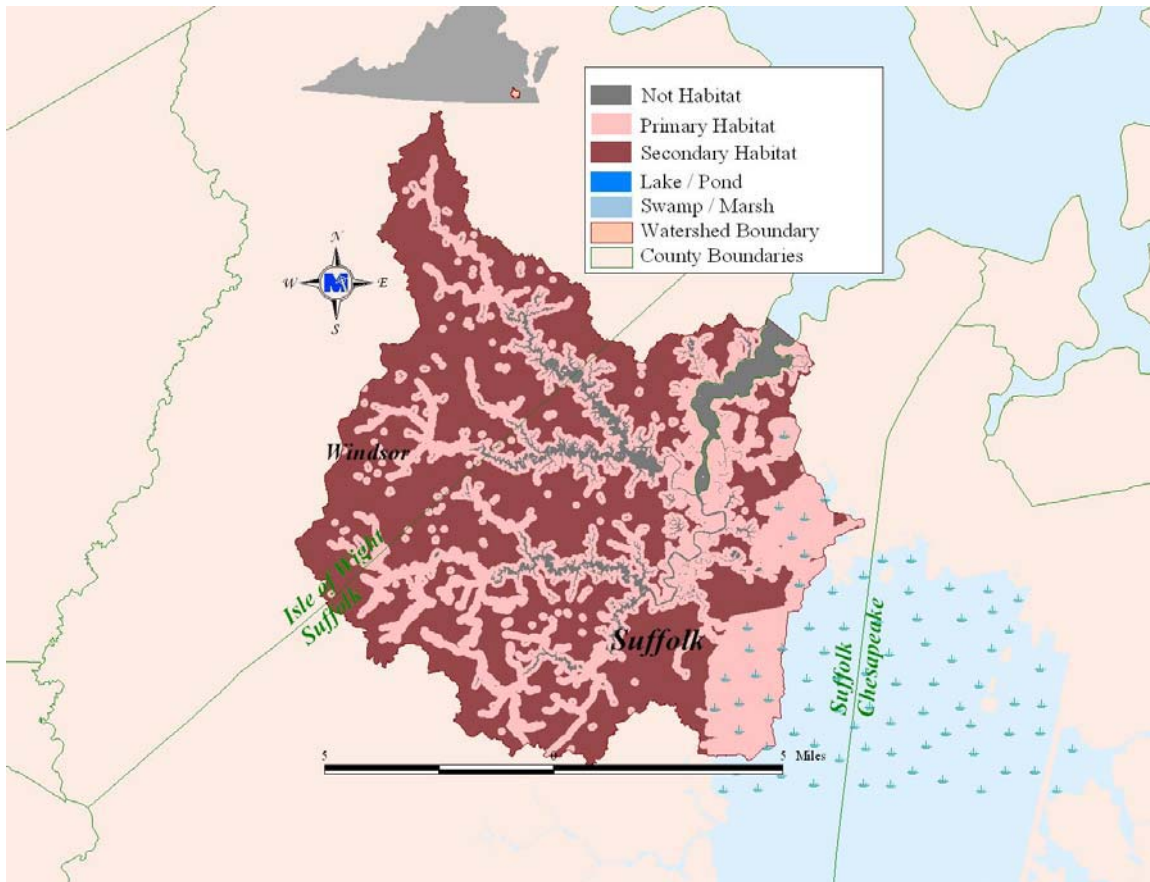 Not Habitat
Primary Habitat
Secondary Habitat
Lake / Pond
Swamp / Marsh
Watershed Boundary
County Boundaries
N
W M E
S
Windsor
Isle of Wight
Suffolk
Suffolk
Suffolk
Chesapeake
5 0 5 Miles